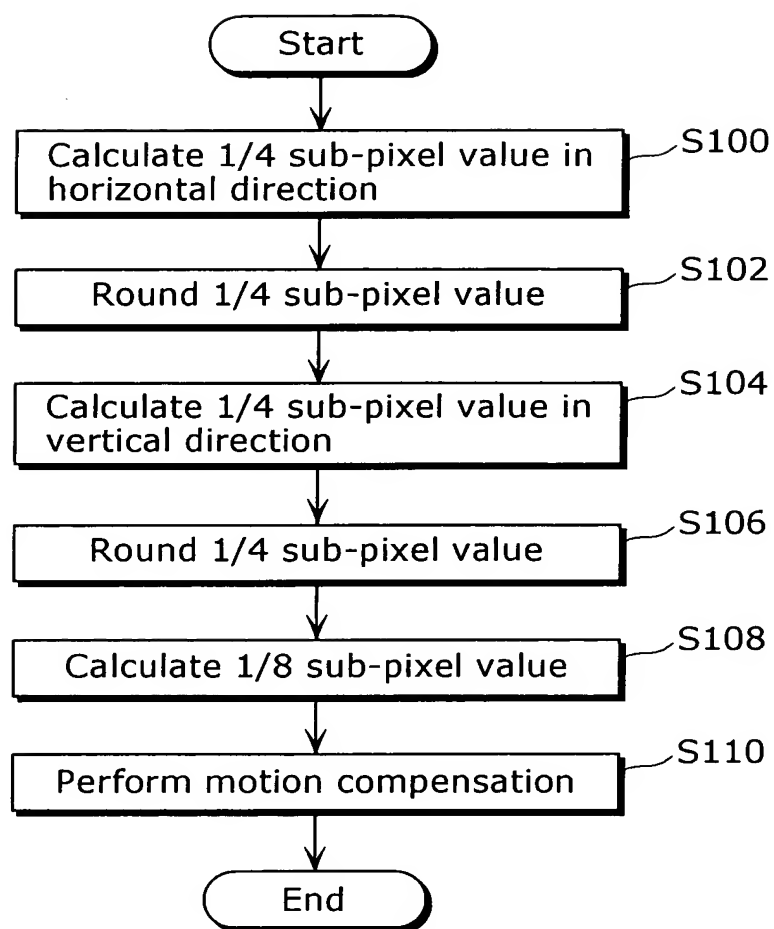 Start
S100
Calculate 1/4 sub-pixel value in
horizontal direction
S102
Round 1/4 sub-pixel value
S104
Calculate 1/4 sub-pixel value in
vertical direction
S106
Round 1/4 sub-pixel value
S108
Calculate 1/8 sub-pixel value
S110
Perform motion compensation
End